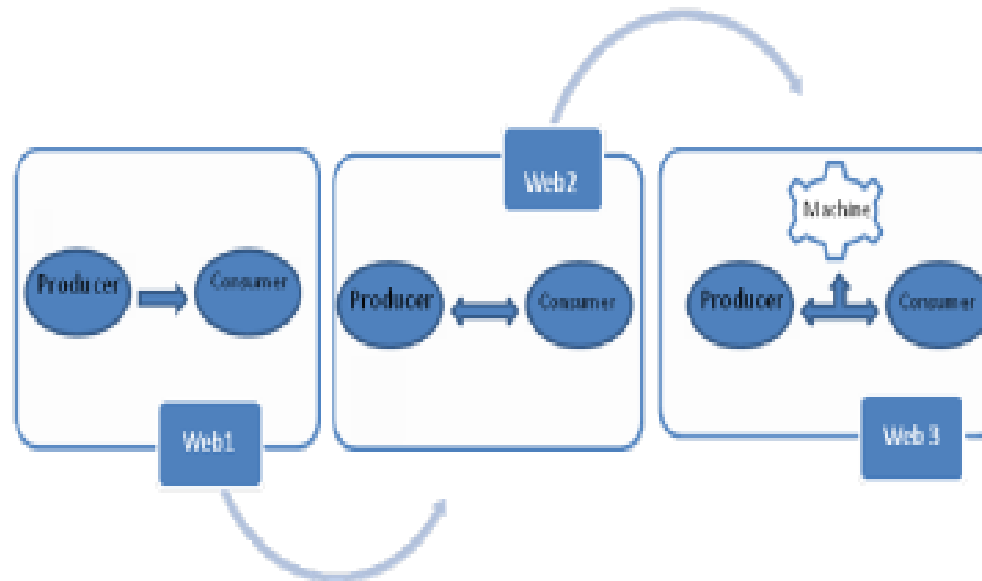 Producer
Consumer
Web1
Web2
Producer
Consumer
Machine
Producer
Consumer
Web 3